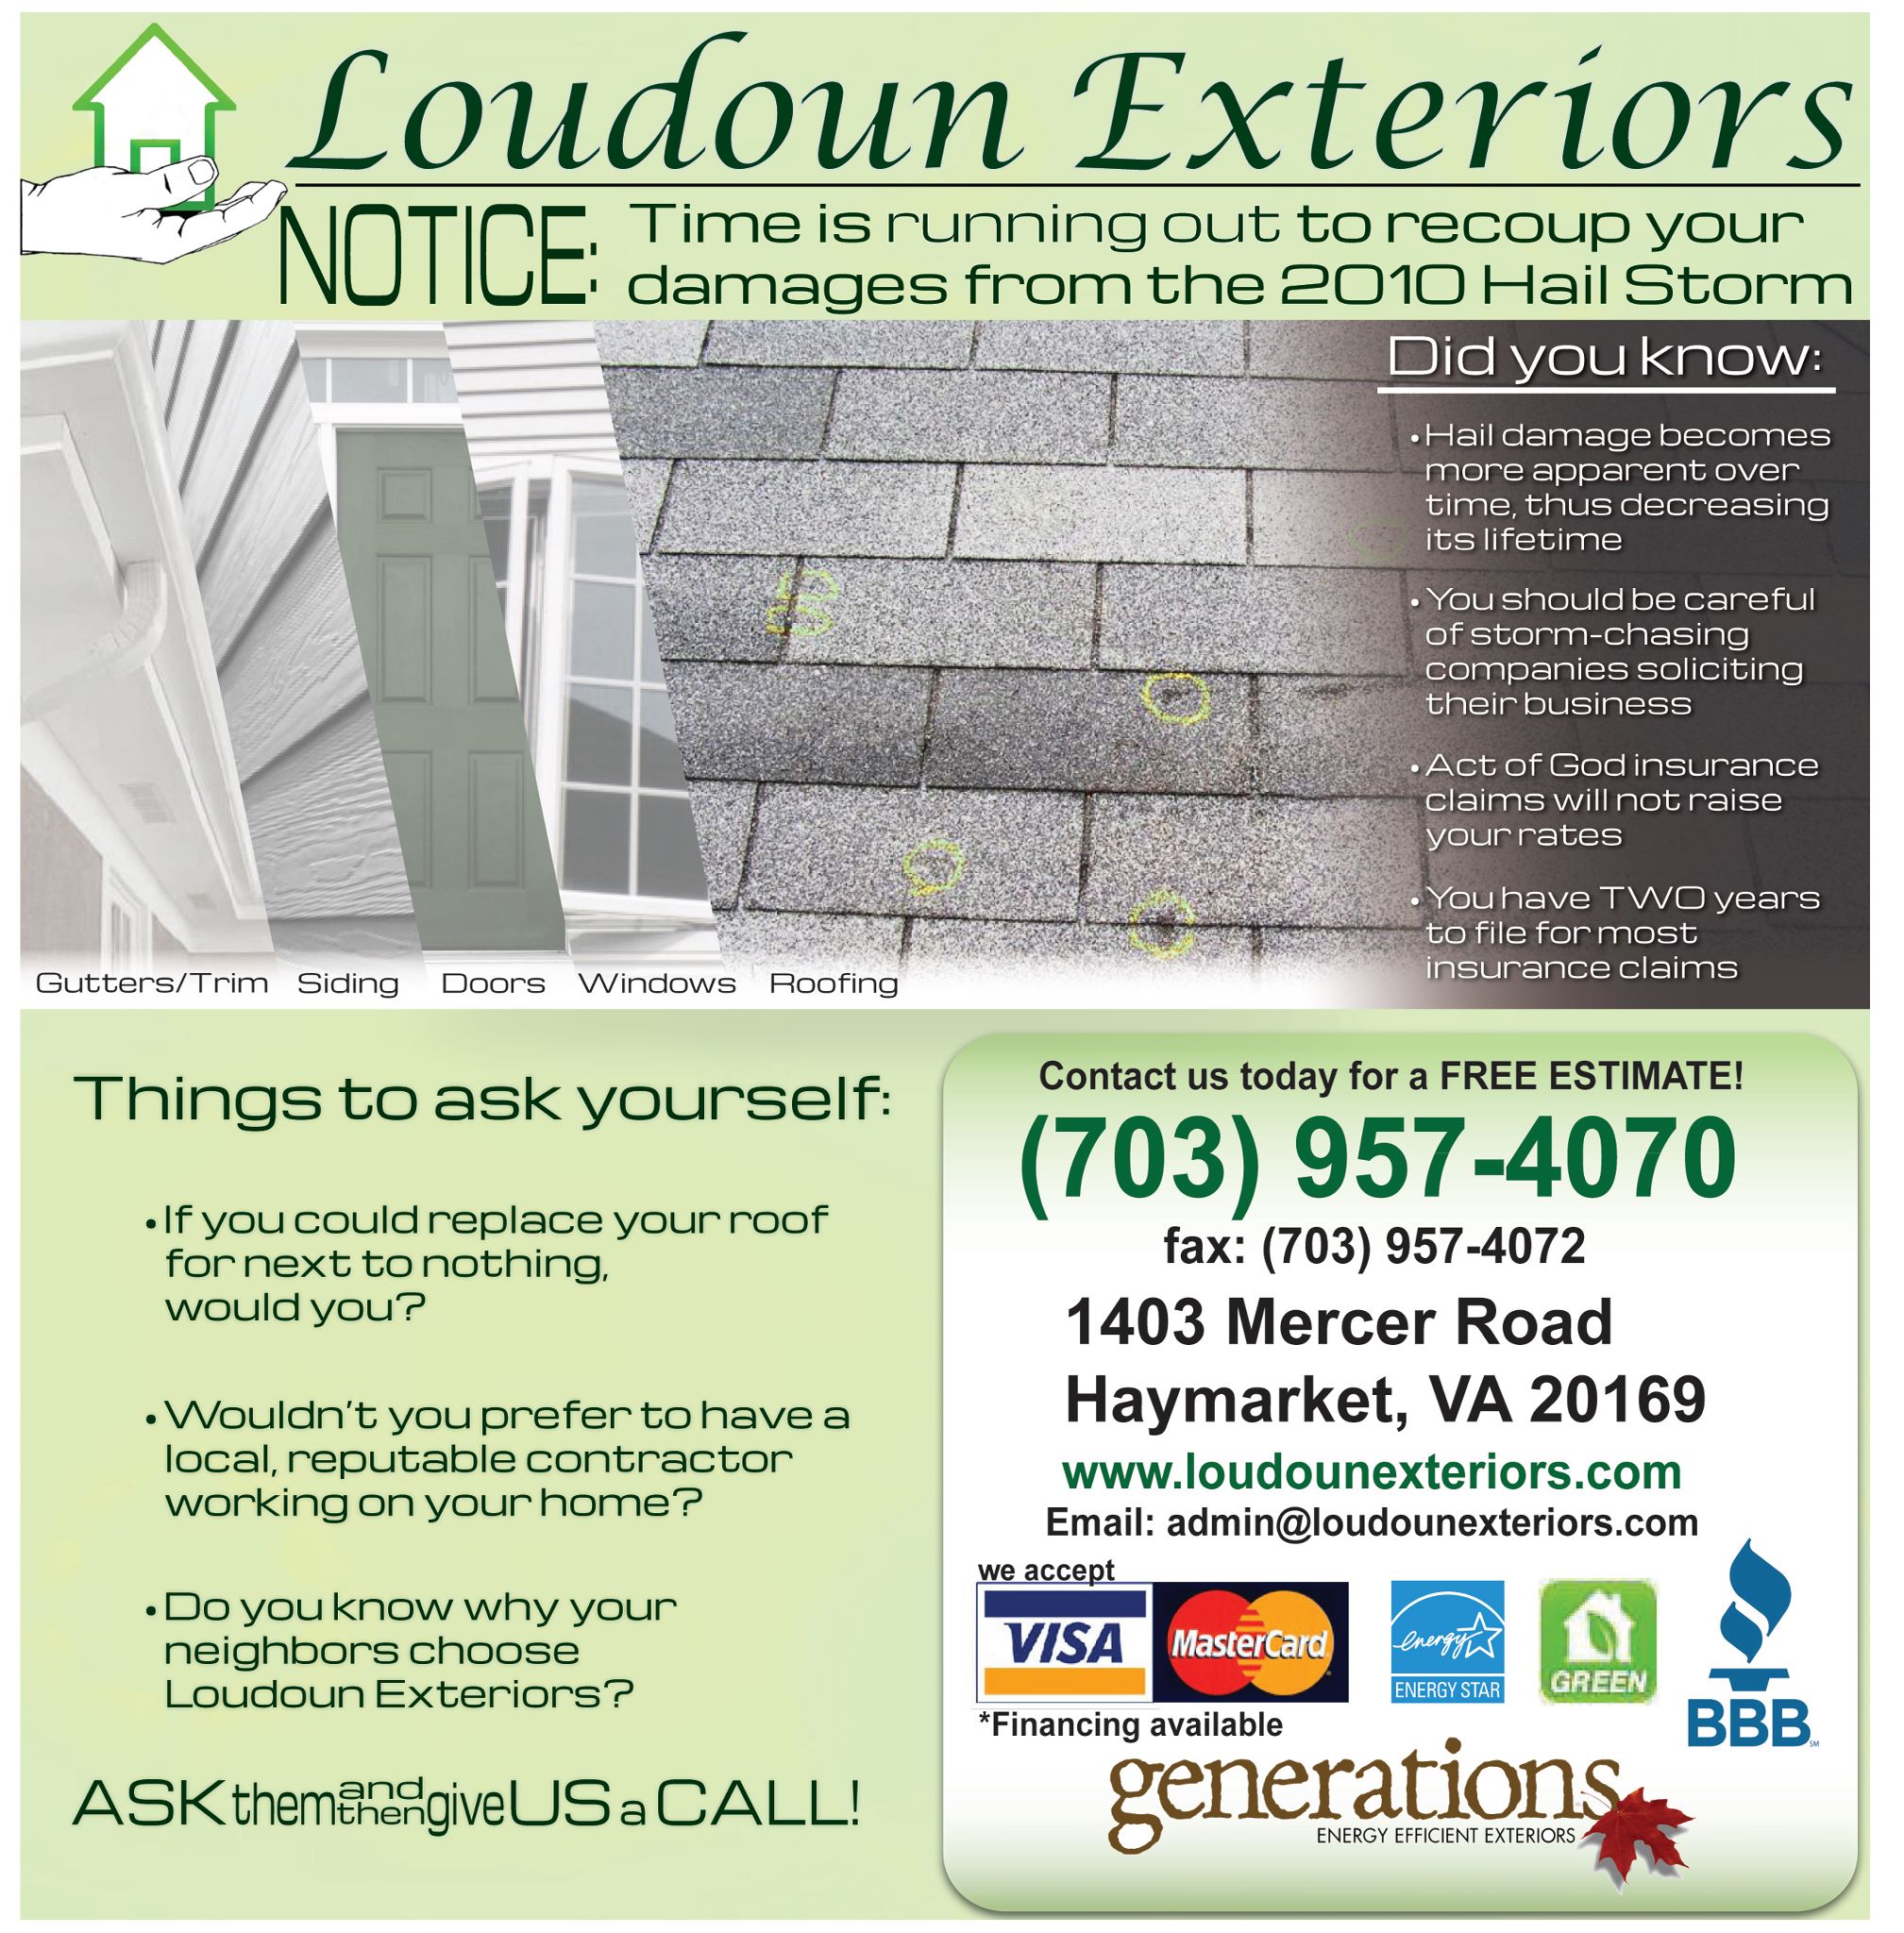 Loudoun Exteriors
NOTICE: Time is running out to recoup your
damages from the 2010 Hail Storm
Did you know:
• Hail damage becomes
more apparent over
time, thus decreasing
its lifetime
• You should be careful
of storm-chasing
companies soliciting
their business
• Act of God insurance
claims will not raise
your rates
• You have TWO years
to file for most
insurance claims
Gutters/Trim Siding Doors Windows Roofing
Things to ask yourself:
• If you could replace your roof
for next to nothing,
would you?
• Wouldn't you prefer to have a
local, reputable contractor
working on your home?
• Do you know why your
neighbors choose
Loudoun Exteriors?
ASK them and then give US a CALL!
Contact us today for a FREE ESTIMATE!
(703) 957-4070
fax: (703) 957-4072
1403 Mercer Road
Haymarket, VA 20169
www.loudounexteriors.com
Email: admin@loudounexteriors.com
we accept
VISA MasterCard
energy
ENERGY STAR
GREEN
BBB SM
*Financing available
generations
ENERGY EFFICIENT EXTERIORS